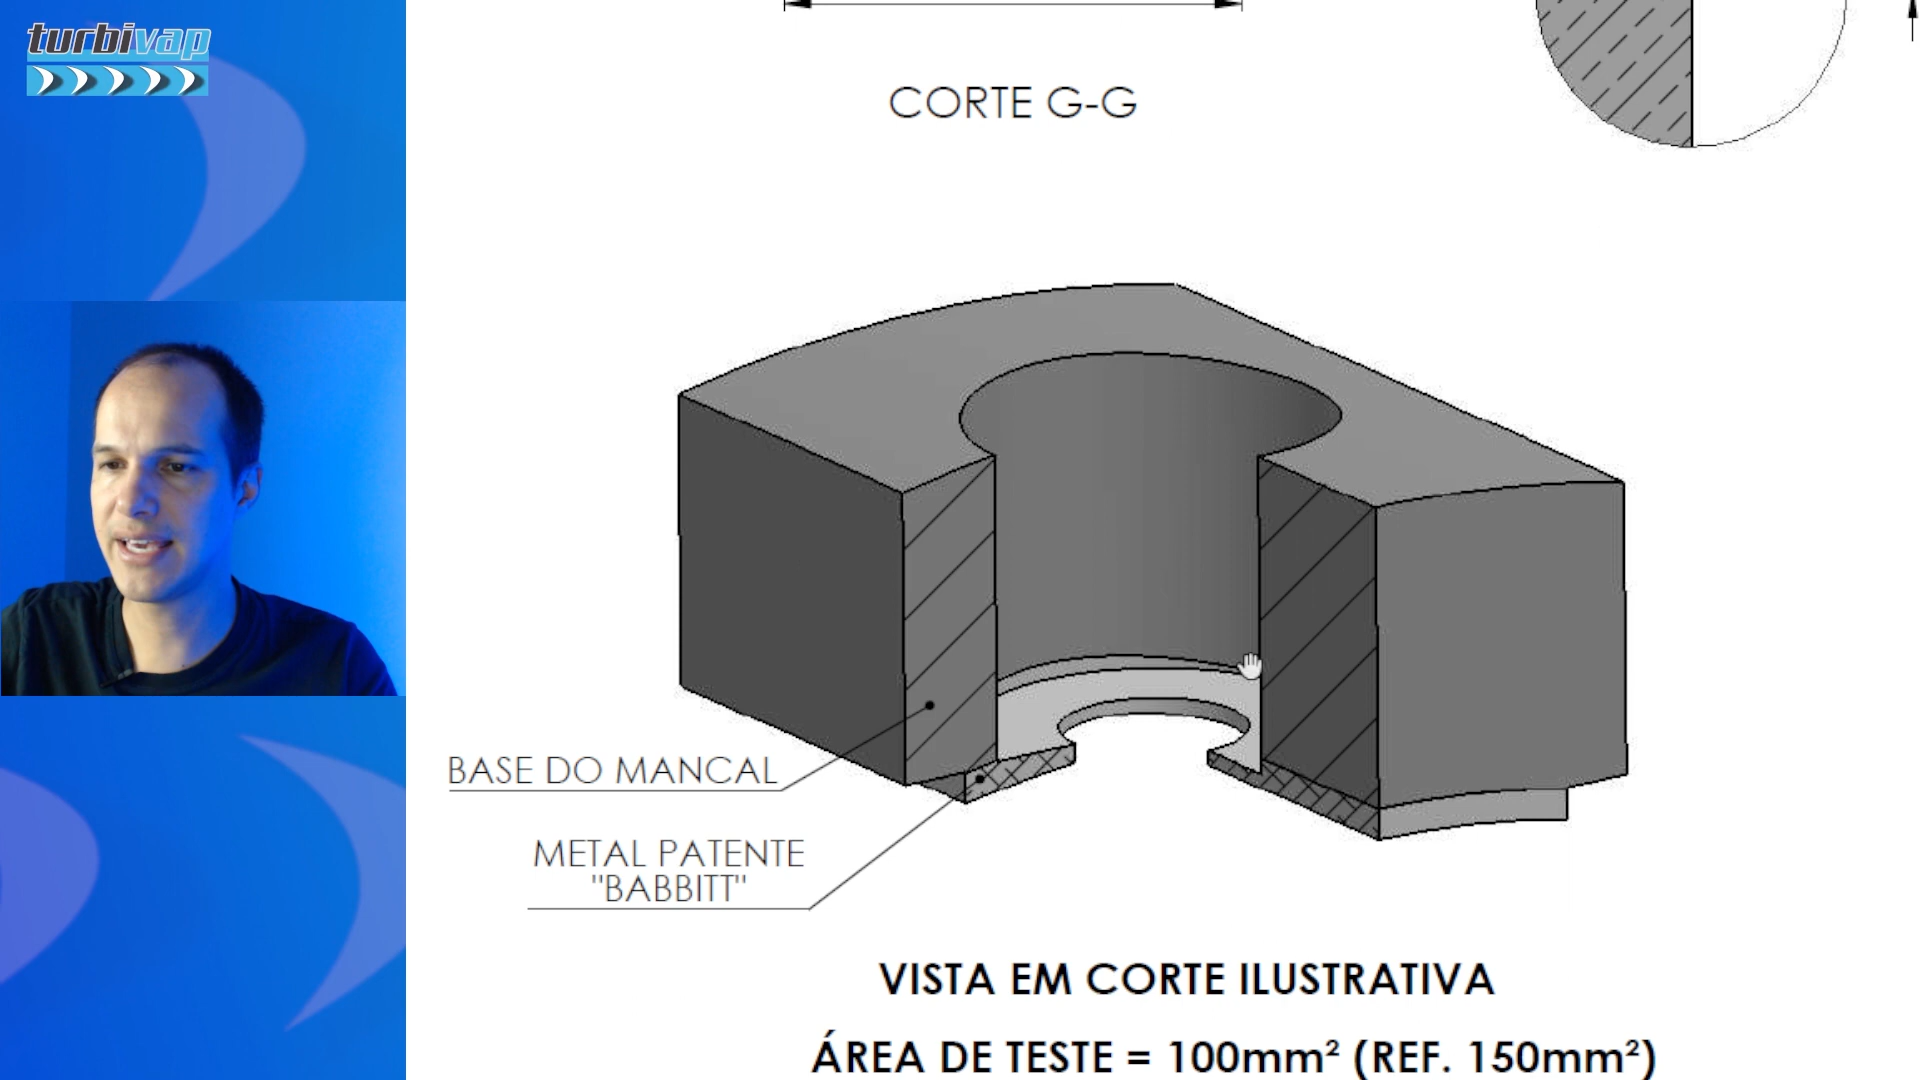 turbivap
CORTE G-G
BASE DO MANCAL
METAL PATENTE
"BABBITT"
VISTA EM CORTE ILUSTRATIVA
ÁREA DE TESTE = 100mm² (REF. 150mm²)